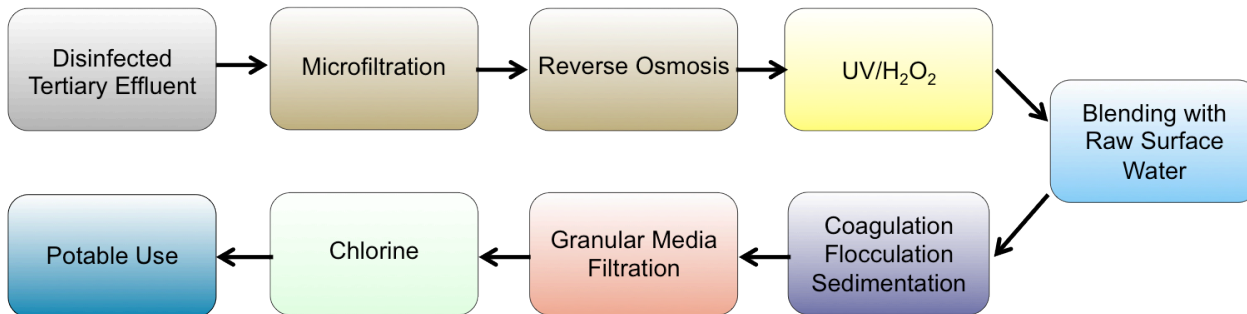 Disinfected
Tertiary Effluent
Microfiltration
Reverse Osmosis
UV/H₂O₂
Blending with
Raw Surface
Water
Coagulation
Flocculation
Sedimentation
Granular Media
Filtration
Chlorine
Potable Use